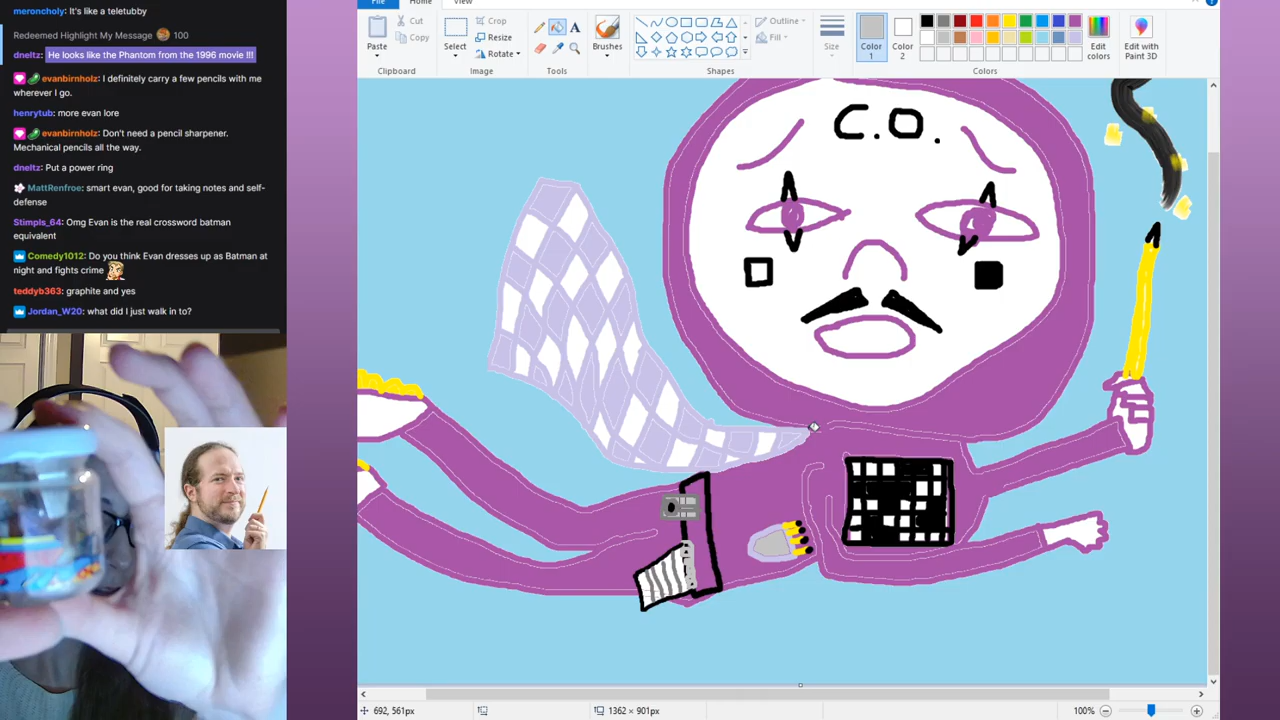 meroncholy: It's like a teletubby
Redeemed Highlight My Message 100
dneltz: He looks like the Phantom from the 1996 movie !!!
evanbirnholz: I definitely carry a few pencils with me
wherever I go.
henrytub: more evan lore
evanbirnholz: Don't need a pencil sharpener.
Mechanical pencils all the way.
dneltz: Put a power ring
MattRenfroe: smart evan, good for taking notes and self-
defense
Stimpls_64: Omg Evan is the real crossword batman
equivalent
Comedy1012: Do you think Evan dresses up as Batman at
night and fights crime
teddyb363: graphite and yes
Jordan_W20: what did I just walk in to?
File
Home
View
Paste
Cut
Copy
Clipboard
Select
Crop
Resize
Rotate
Image
A
Tools
Brushes
Shapes
Outline
Fill
Size
Color
1
Color
2
Edit
colors
Colors
Edit with
Paint 3D
C.O.
692, 561px
1362 × 901px
100%